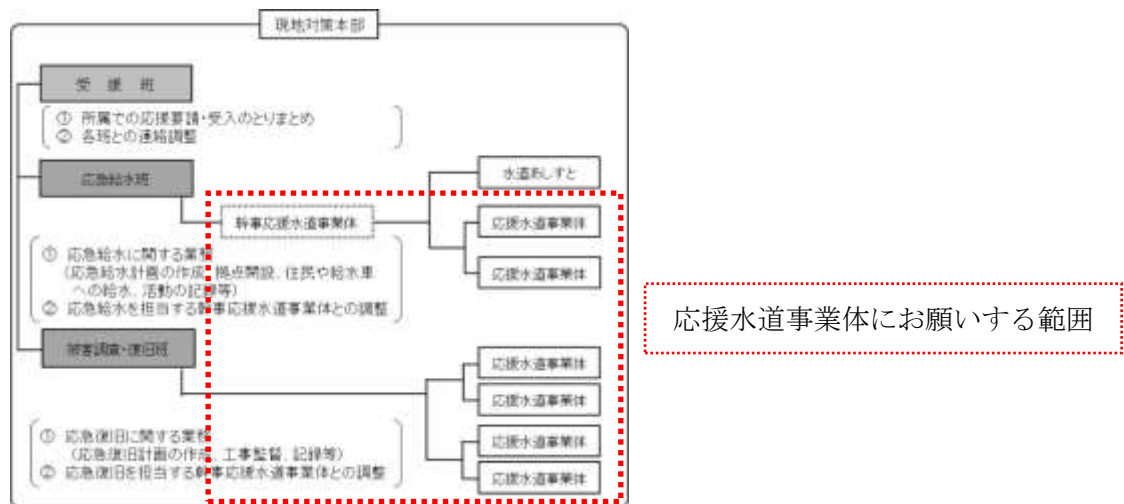 現地対策本部
受援班
① 所属での応援要請・受入のとりまとめ
② 各班との連絡調整
応急給水班
水道あしすと
幹事応援水道事業体
応援水道事業体
応援水道事業体
① 応急給水に関する業務
(応急給水計画の作成、拠点開設、住民や給水車
への給水、活動の記録等)
② 応急給水を担当する幹事応援水道事業体との調整
応援水道事業体にお願いする範囲
被害調査・復旧班
応援水道事業体
応援水道事業体
① 応急復旧に関する業務
(応急復旧計画の作成、工事監督、記録等)
② 応急復旧を担当する幹事応援水道事業体との調整
応援水道事業体
応援水道事業体